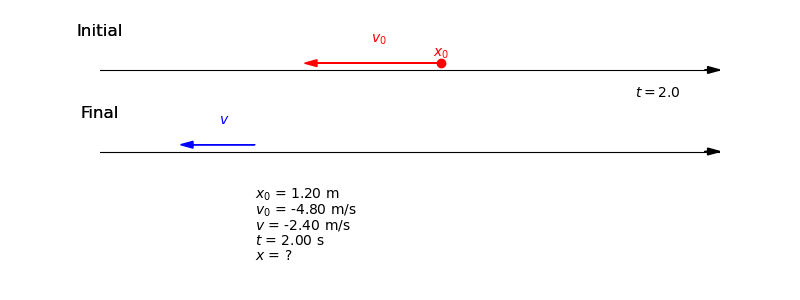 Initial
v₀
x₀
t = 2.0
Final
v
x₀ = 1.20 m
v₀ = -4.80 m/s
v = -2.40 m/s
t = 2.00 s
x = ?